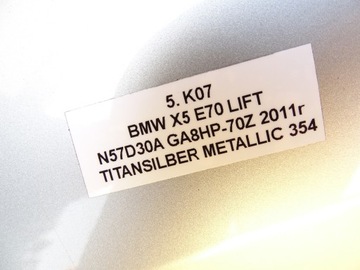 5. K07
BMW X5 E70 LIFT
N57D30A GA8HP-70Z 2011r
TITANSILBER METALLIC 354